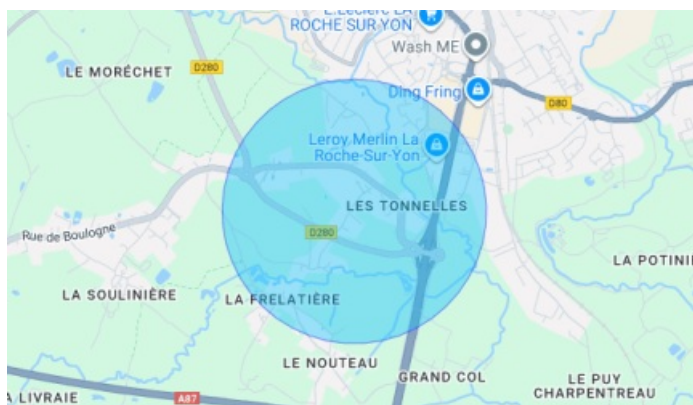 E.Leclerc LA
ROCHE SUR YON
Wash ME
LE MORÉCHET
D280
Ding Fring
D80
Leroy Merlin La
Roche-Sur-Yon
LES TONNELLES
Rue de Boulogne
D280
LA POTINI
LA SOULINIÈRE
LA FRELATIÈRE
LE NOUTEAU
GRAND COL
LE PUY
CHARPENTREAU
A LIVRAIE
A87